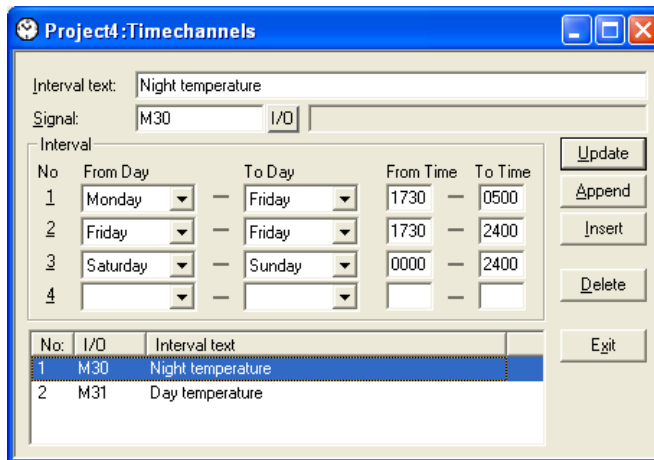 Project4:Timechannels
Interval text: Night temperature
Signal: M30 I/O
Interval
No From Day To Day From Time To Time
1 Monday — Friday 1730 — 0500
2 Friday — Friday 1730 — 2400
3 Saturday — Sunday 0000 — 2400
4 — —
Update
Append
Insert
Delete
Exit
No: I/O Interval text
1 M30 Night temperature
2 M31 Day temperature